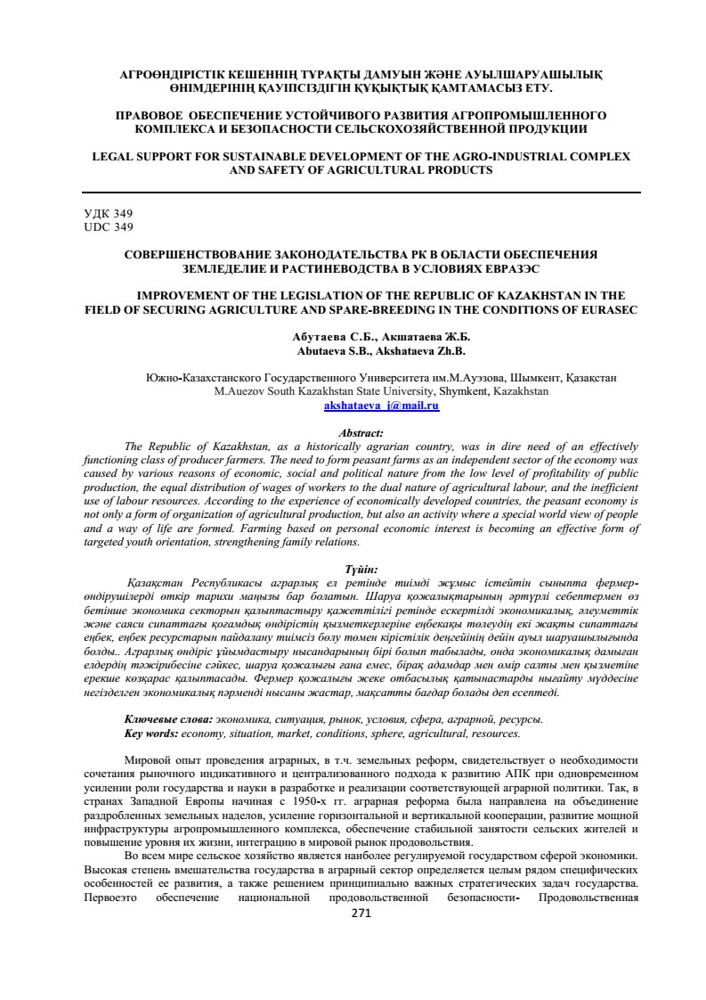 АГРОӨНДІРІСТІК КЕШЕННІҢ ТҰРАҚТЫ ДАМУЫН ЖӘНЕ АУЫЛШАРУАШЫЛЫҚ
ӨНІМДЕРІНІҢ ҚАУІПСІЗДІГІН ҚҰҚЫҚТЫҚ ҚАМТАМАСЫЗ ЕТУ.
ПРАВОВОЕ ОБЕСПЕЧЕНИЕ УСТОЙЧИВОГО РАЗВИТИЯ АГРОПРОМЫШЛЕННОГО
КОМПЛЕКСА И БЕЗОПАСНОСТИ СЕЛЬСКОХОЗЯЙСТВЕННОЙ ПРОДУКЦИИ
LEGAL SUPPORT FOR SUSTAINABLE DEVELOPMENT OF THE AGRO-INDUSTRIAL COMPLEX
AND SAFETY OF AGRICULTURAL PRODUCTS
УДК 349
UDC 349
СОВЕРШЕНСТВОВАНИЕ ЗАКОНОДАТЕЛЬСТВА РК В ОБЛАСТИ ОБЕСПЕЧЕНИЯ
ЗЕМЛЕДЕЛИЕ И РАСТИНЕВОДСТВА В УСЛОВИЯХ ЕВРАЗЭС
IMPROVEMENT OF THE LEGISLATION OF THE REPUBLIC OF KAZAKHSTAN IN THE
FIELD OF SECURING AGRICULTURE AND SPARE-BREEDING IN THE CONDITIONS OF EURASEC
Абутаева С.Б., Акшатаева Ж.Б.
Abutaeva S.B., Akshataeva Zh.B.
Южно-Казахстанского Государственного Университета им.М.Ауэзова, Шымкент, Қазақстан
M.Auezov South Kazakhstan State University, Shymkent, Kazakhstan
akshataeva_j@mail.ru
Abstract:
The Republic of Kazakhstan, as a historically agrarian country, was in dire need of an effectively
functioning class of producer farmers. The need to form peasant farms as an independent sector of the economy was
caused by various reasons of economic, social and political nature from the low level of profitability of public
production, the equal distribution of wages of workers to the dual nature of agricultural labour, and the inefficient
use of labour resources. According to the experience of economically developed countries, the peasant economy is
not only a form of organization of agricultural production, but also an activity where a special world view of people
and a way of life are formed. Farming based on personal economic interest is becoming an effective form of
targeted youth orientation, strengthening family relations.
Түйін:
Қазақстан Республикасы аграрлық ел ретінде тиімді жұмыс істейтін сыныпта фермер-
өндірушілерді өткір тарихи маңызы бар болатын. Шаруа қожалықтарының әртүрлі себептермен өз
бетінше экономика секторын қалыптастыру қажеттілігі ретінде ескертілді экономикалық, әлеуметтік
және саяси сипаттағы қоғамдық өндірістің қызметкерлеріне еңбекақы төлеудің екі жақты сипаттағы
еңбек, еңбек ресурстарын пайдалану тиімсіз бөлу төмен кірістілік деңгейінің дейін ауыл шаруашылығында
болды.. Аграрлық өндіріс ұйымдастыру нысандарының бірі болып табылады, онда экономикалық дамыған
елдердің тәжірибесіне сәйкес, шаруа қожалығы ғана емес, бірақ адамдар мен өмір салты мен қызметіне
ерекше көзқарас қалыптасады. Фермер қожалығы жеке отбасылық қатынастарды нығайту мүддесіне
негізделген экономикалық пәрменді нысаны жастар, мақсатты бағдар болады деп есептеді.
Ключевые слова: экономика, ситуация, рынок, условия, сфера, аграрной, ресурсы.
Key words: economy, situation, market, conditions, sphere, agricultural, resources.
Мировой опыт проведения аграрных, в т.ч. земельных реформ, свидетельствует о необходимости
сочетания рыночного индикативного и централизованного подхода к развитию АПК при одновременном
усилении роли государства и науки в разработке и реализации соответствующей аграрной политики. Так, в
странах Западной Европы начиная с 1950-х гг. аграрная реформа была направлена на объединение
раздробленных земельных наделов, усиление горизонтальной и вертикальной кооперации, развитие мощной
инфраструктуры агропромышленного комплекса, обеспечение стабильной занятости сельских жителей и
повышение уровня их жизни, интеграцию в мировой рынок продовольствия.
Во всем мире сельское хозяйство является наиболее регулируемой государством сферой экономики.
Высокая степень вмешательства государства в аграрный сектор определяется целым рядом специфических
особенностей ее развития, а также решением принципиально важных стратегических задач государства.
Первоеэто обеспечение национальной продовольственной безопасности- Продовольственная
271